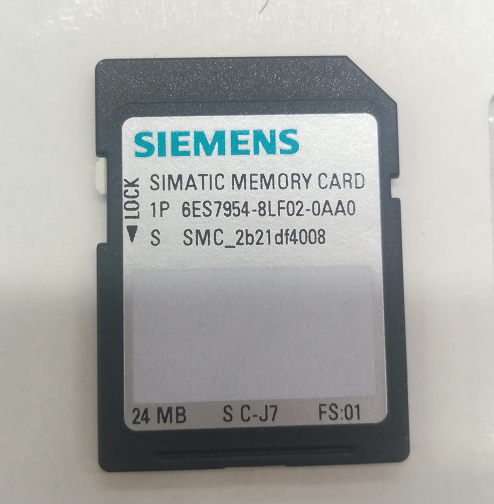 SIEMENS
SIMATIC MEMORY CARD
1P 6ES7954-8LF02-0AA0
S SMC_2b21df4008
◀ LOCK
24 MB S C-J7 FS:01